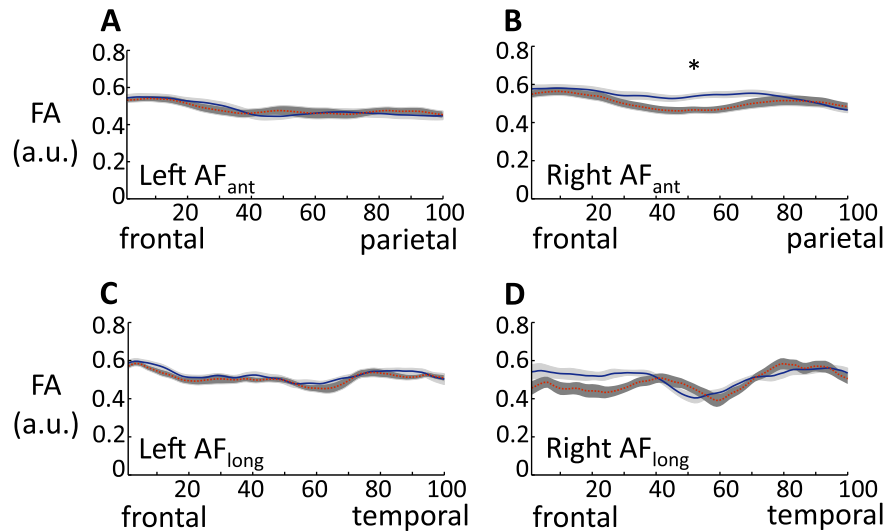 A
0.8
0.6
0.4
0.2
0
FA
(a.u.)
Left AFant
20 40 60 80 100
frontal parietal
B
*
0.8
0.6
0.4
0.2
0
Right AFant
20 40 60 80 100
frontal parietal
C
0.8
0.6
0.4
0.2
0
FA
(a.u.)
Left AFlong
20 40 60 80 100
frontal temporal
D
0.8
0.6
0.4
0.2
0
Right AFlong
20 40 60 80 100
frontal temporal